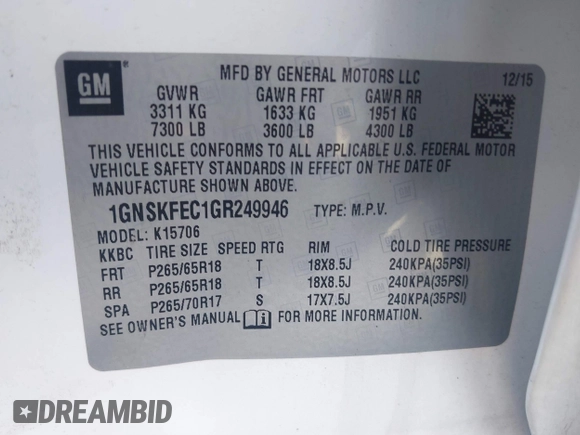 GM
MFD BY GENERAL MOTORS LLC 12/15
GVWR GAWR FRT GAWR RR
3311 KG 1633 KG 1951 KG
7300 LB 3600 LB 4300 LB
THIS VEHICLE CONFORMS TO ALL APPLICABLE U.S. FEDERAL MOTOR
VEHICLE SAFETY STANDARDS IN EFFECT ON THE DATE OF
MANUFACTURE SHOWN ABOVE.
1GNSKFEC1GR249946 TYPE: M.P.V.
MODEL: K15706
KKBC TIRE SIZE SPEED RTG RIM COLD TIRE PRESSURE
FRT P265/65R18 T 18X8.5J 240KPA(35PSI)
RR P265/65R18 T 18X8.5J 240KPA(35PSI)
SPA P265/70R17 S 17X7.5J 240KPA(35PSI)
SEE OWNER'S MANUAL FOR MORE INFORMATION.
DREAMBID